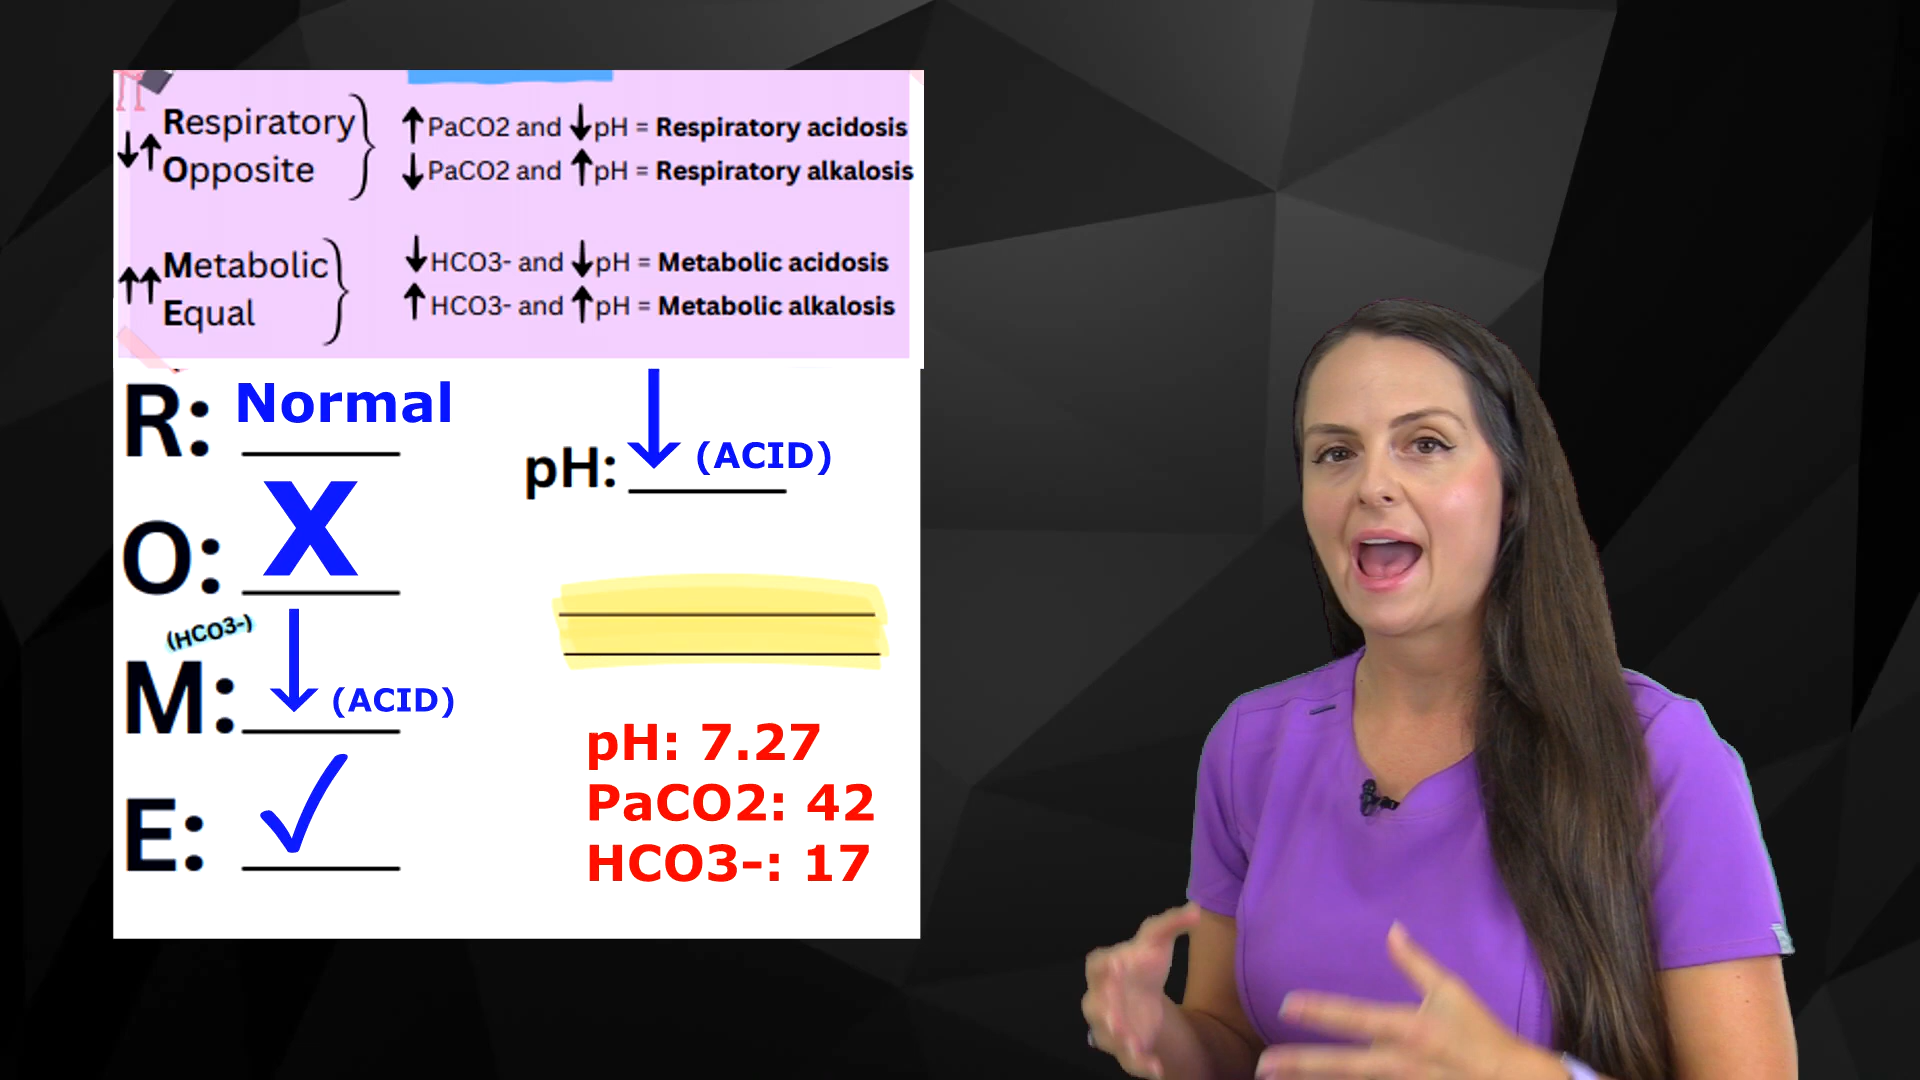 Respiratory
Opposite
↑PaCO2 and ↓pH = Respiratory acidosis
↓PaCO2 and ↑pH = Respiratory alkalosis
Metabolic
Equal
↓HCO3- and ↓pH = Metabolic acidosis
↑HCO3- and ↑pH = Metabolic alkalosis
R: Normal
pH: ↓ (ACID)
O: X
(HCO3-)
M: ↓ (ACID)
E: ✓
pH: 7.27
PaCO2: 42
HCO3-: 17